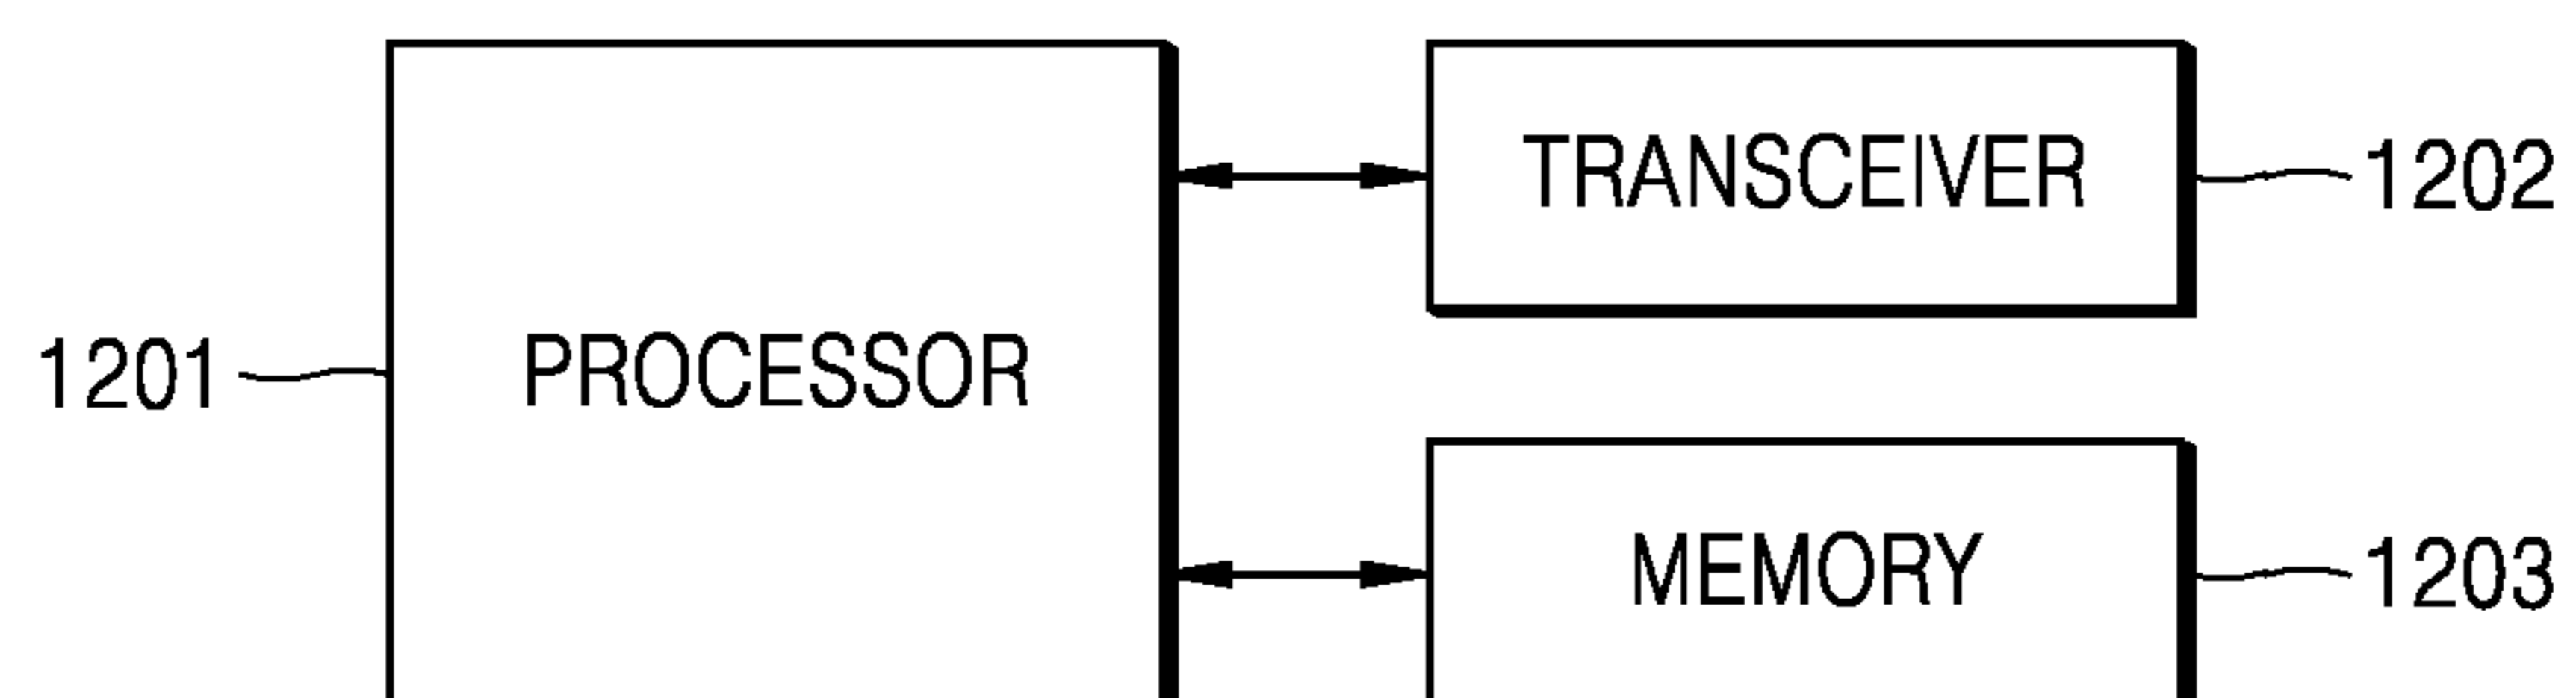 TRANSCEIVER
1202
1201
PROCESSOR
MEMORY
1203